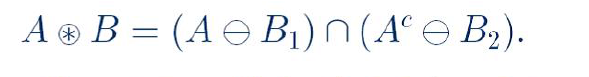 A ⊛ B = (A ⊖ B₁) ∩ (Aᶜ ⊖ B₂).